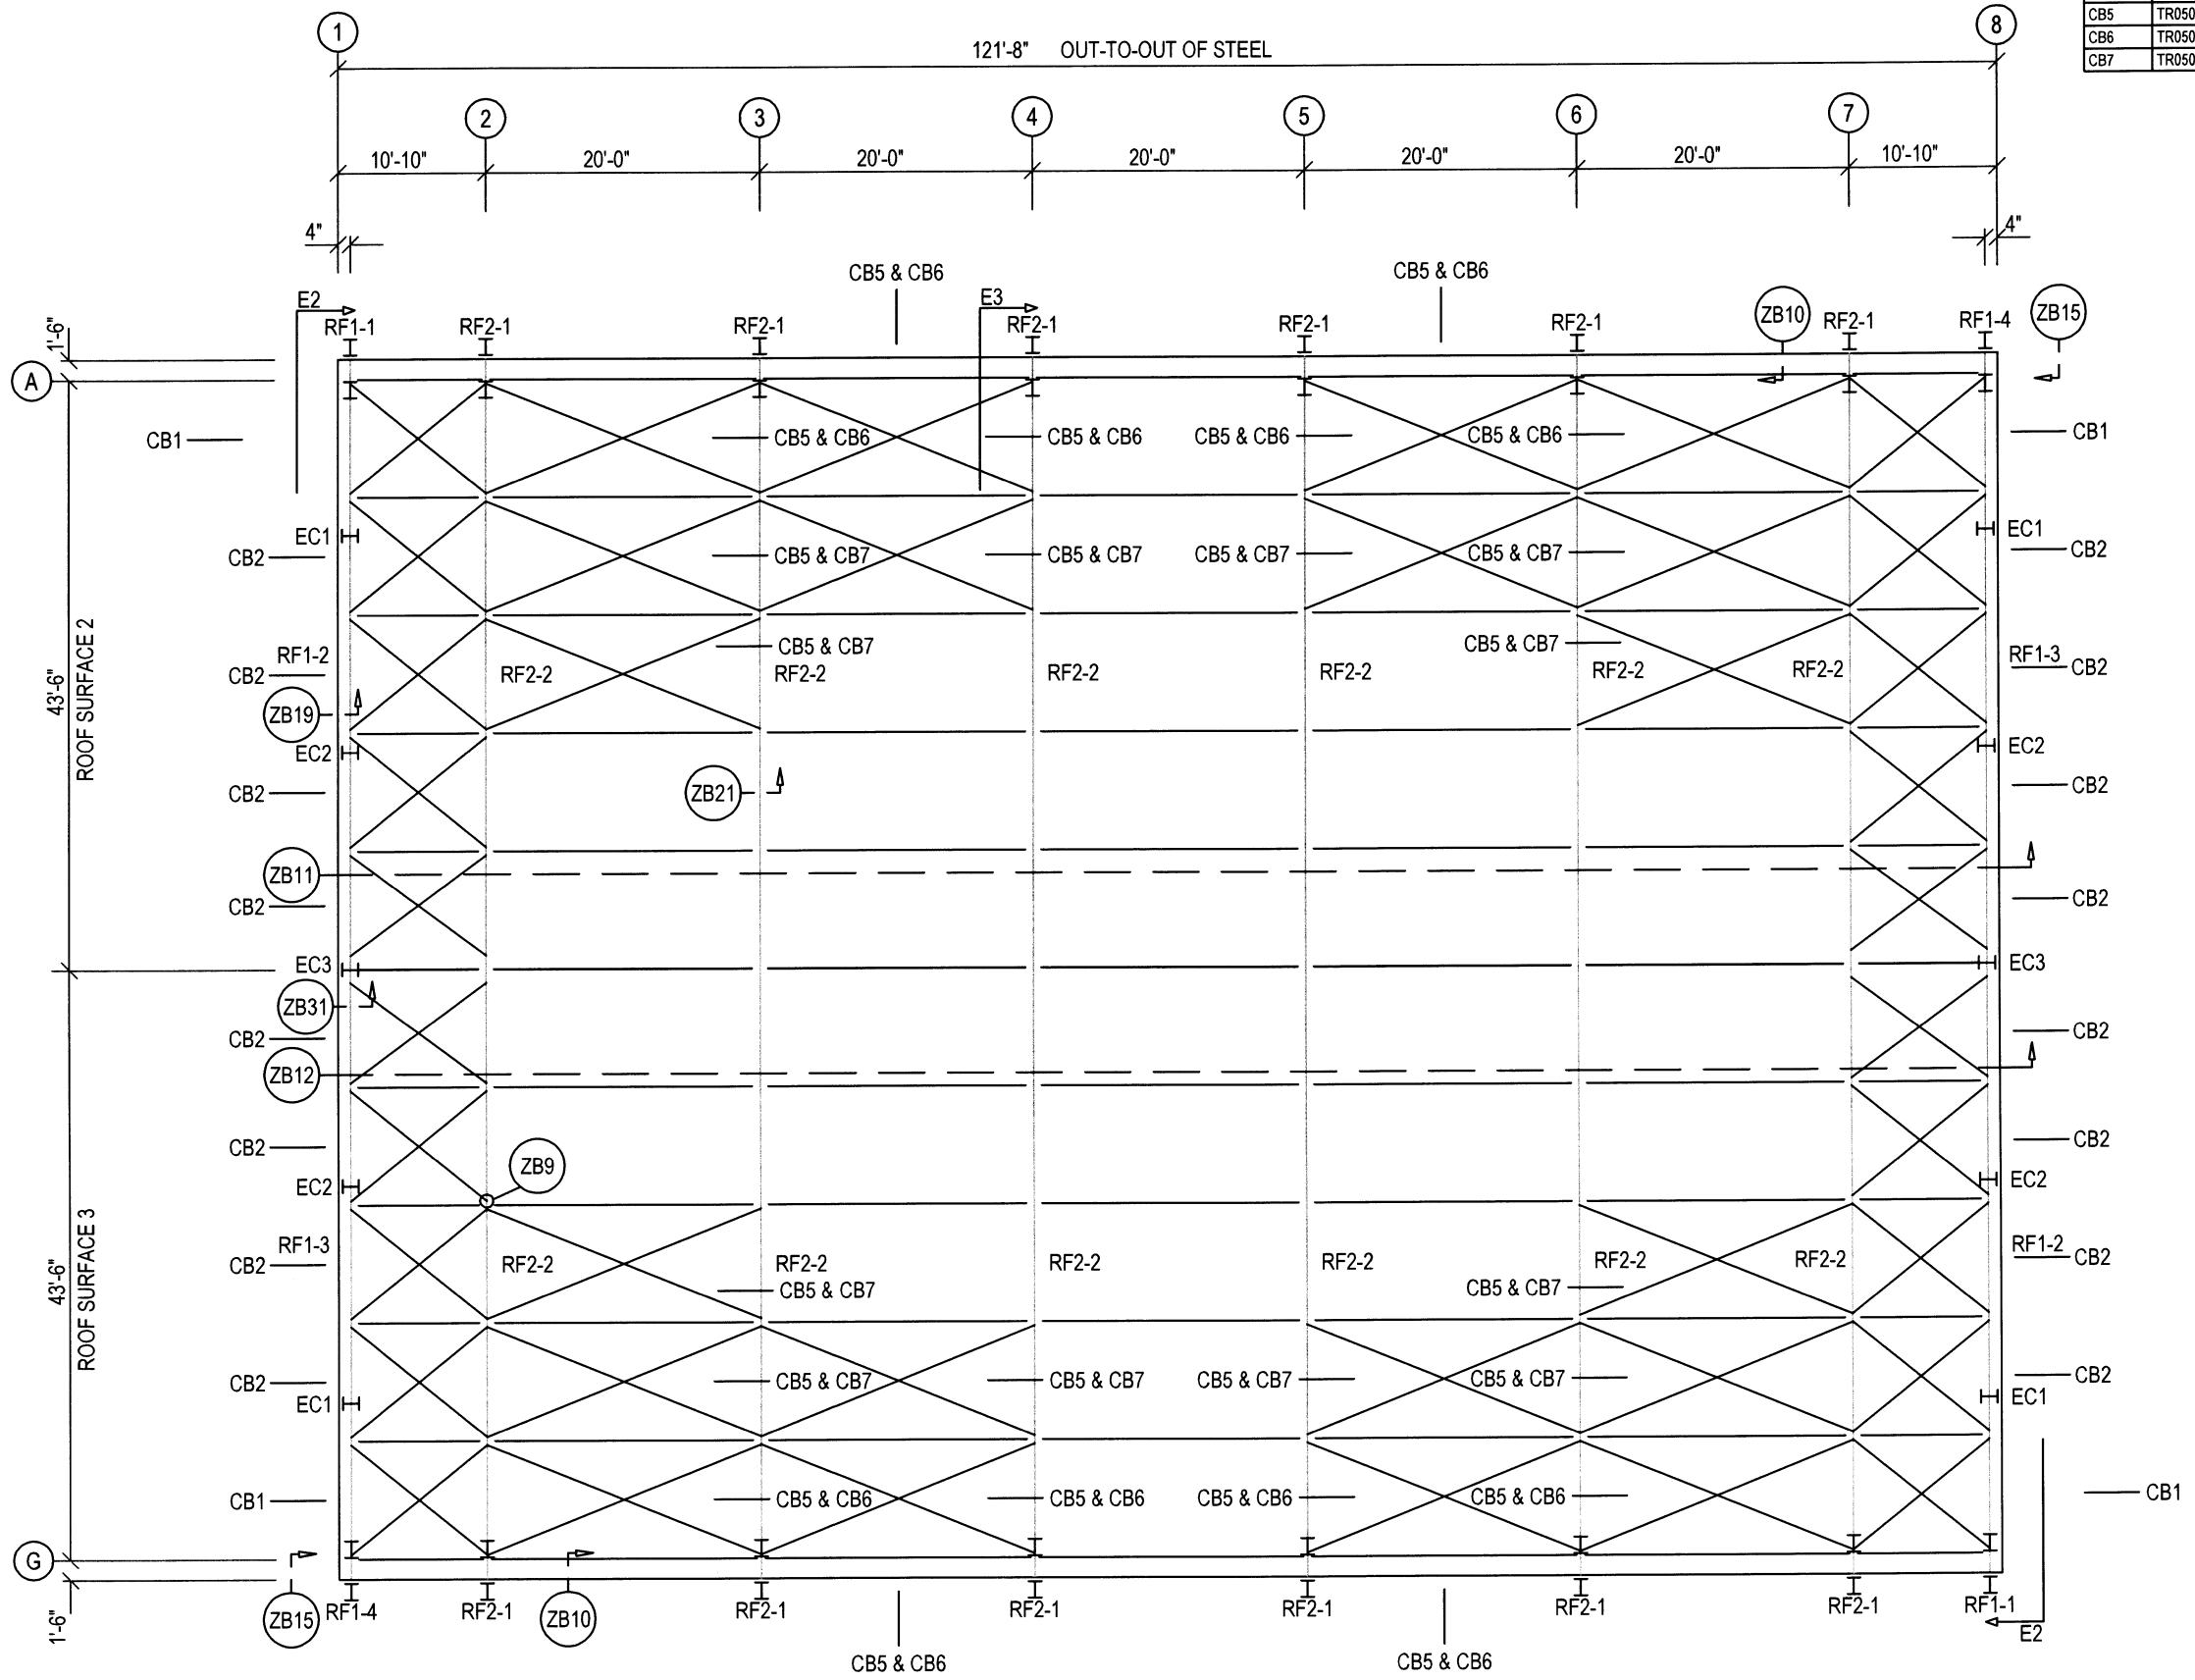 CB5 TR050
CB6 TR050
CB7 TR050
1 8
121'-8" OUT-TO-OUT OF STEEL
2 3 4 5 6 7
10'-10" 20'-0" 20'-0" 20'-0" 20'-0" 20'-0" 10'-10"
4" 4"
CB5 & CB6 CB5 & CB6
E2 E3
ZB10 ZB15
RF1-1 RF2-1 RF2-1 RF2-1 RF2-1 RF2-1 RF2-1 RF1-4
1'-6"
A
CB1 CB5 & CB6 CB5 & CB6 CB5 & CB6 CB5 & CB6 CB1
EC1 EC1
CB2 CB5 & CB7 CB5 & CB7 CB5 & CB7 CB5 & CB7 CB2
CB5 & CB7 CB5 & CB7
RF1-2 RF1-3
CB2 RF2-2 RF2-2 RF2-2 RF2-2 RF2-2 RF2-2 CB2
43'-6"
ROOF SURFACE 2
ZB19
EC2 EC2
CB2 ZB21 CB2
ZB11
CB2 CB2
EC3 EC3
ZB31
CB2 CB2
ZB12
CB2 CB2
ZB9
EC2 EC2
RF1-3 RF1-2
CB2 RF2-2 RF2-2 RF2-2 RF2-2 RF2-2 RF2-2 CB2
43'-6"
ROOF SURFACE 3
CB5 & CB7 CB5 & CB7
CB2 CB5 & CB7 CB5 & CB7 CB5 & CB7 CB5 & CB7 CB2
EC1 EC1
CB1 CB5 & CB6 CB5 & CB6 CB5 & CB6 CB5 & CB6 CB1
G
1'-6"
ZB15 RF1-4 RF2-1 ZB10 RF2-1 RF2-1 RF2-1 RF2-1 RF2-1 RF1-1
E2
CB5 & CB6 CB5 & CB6